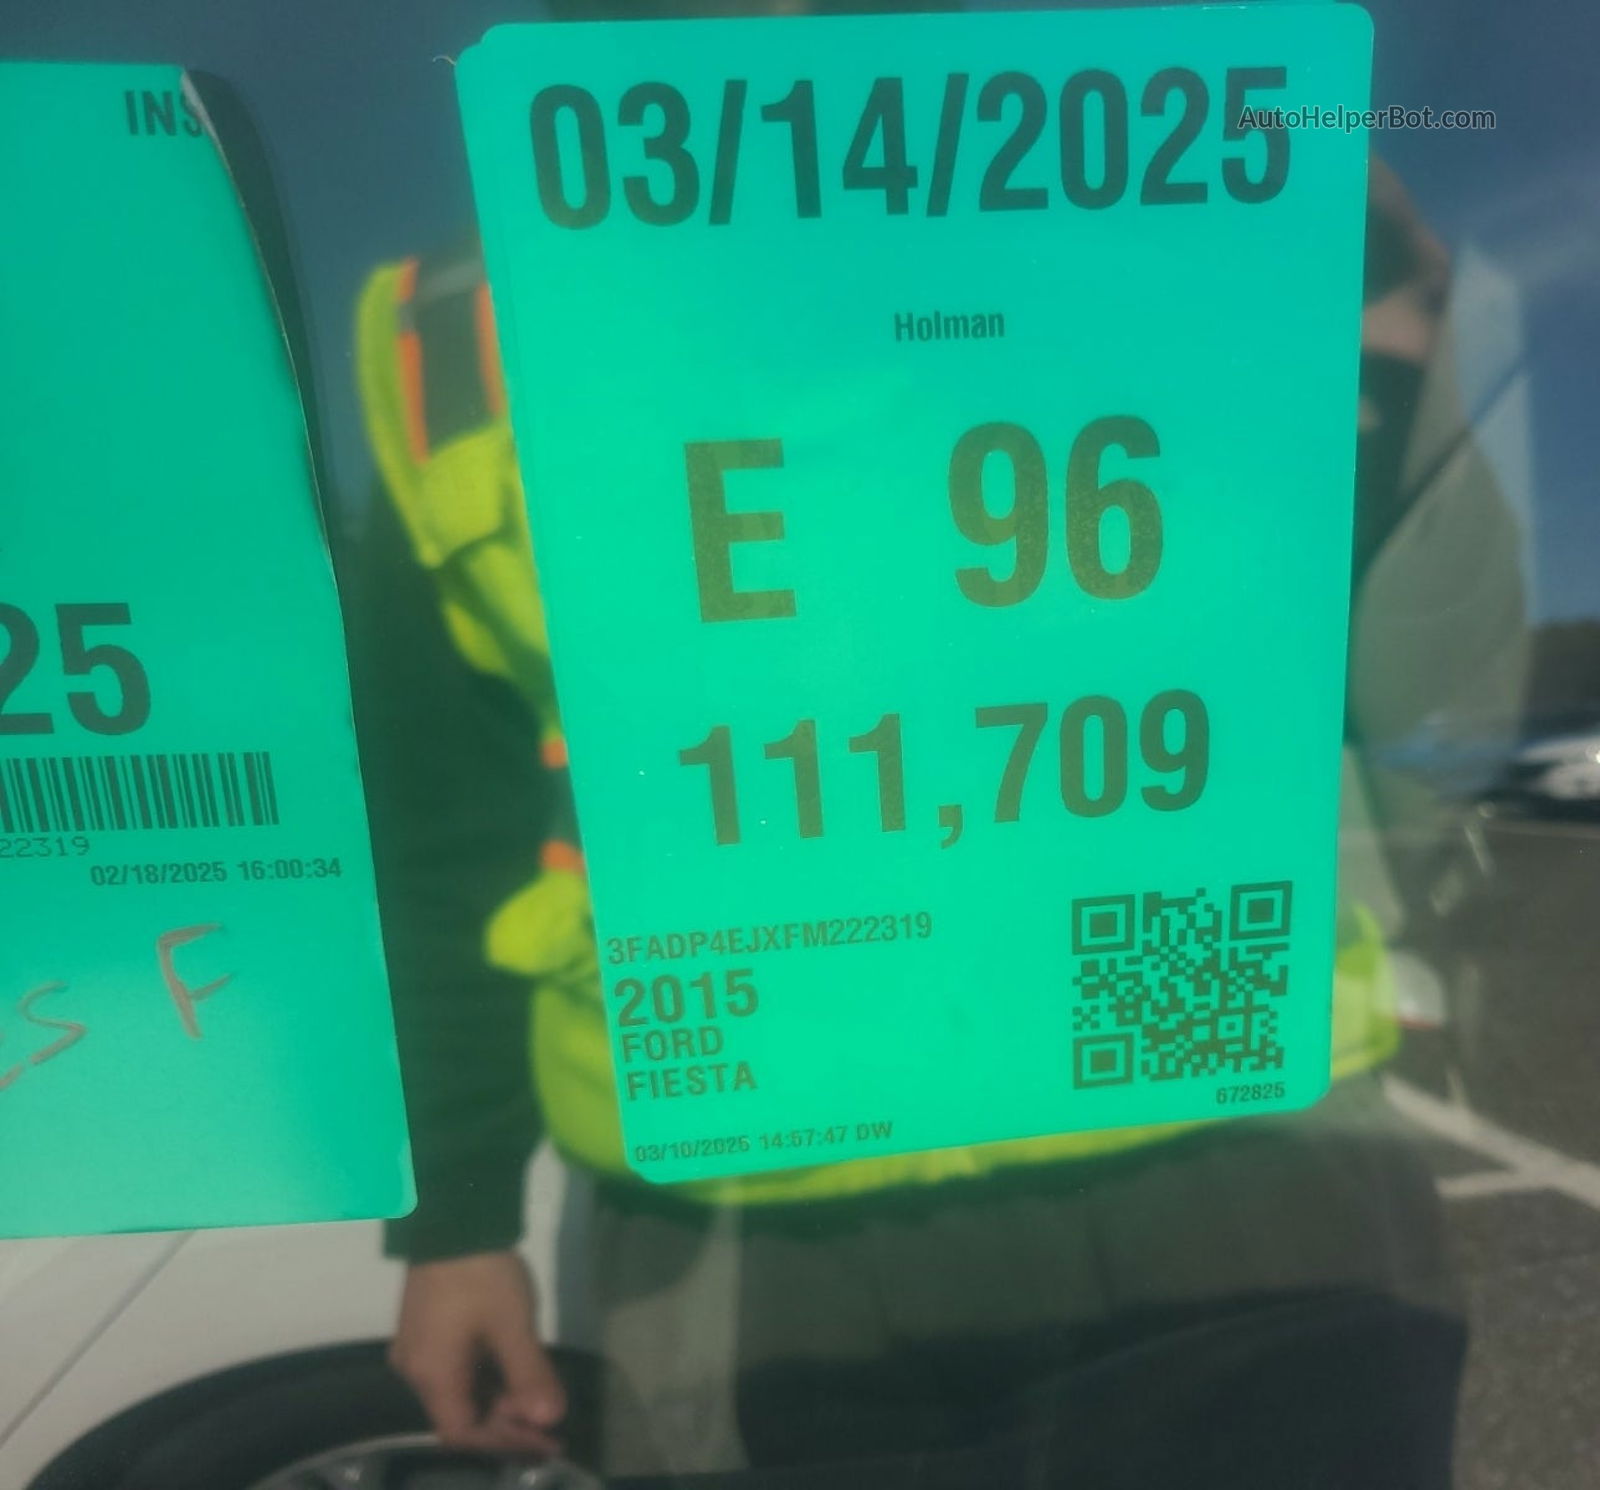 INS
25
22319
02/18/2025 16:00:34
ES F
03/14/2025
AutoHelperBot.com
Holman
E 96
111,709
3FADP4EJXFM222319
2015
FORD
FIESTA
672825
03/10/2025 14:57:47 DW